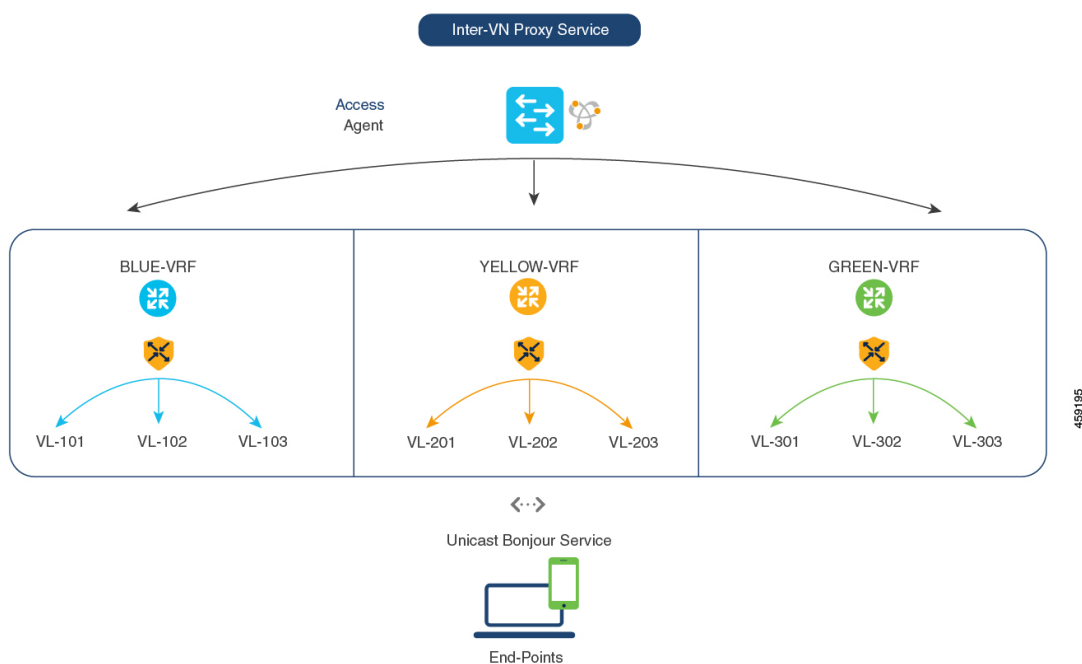 Inter-VN Proxy Service
Access
Agent
BLUE-VRF
YELLOW-VRF
GREEN-VRF
VL-101
VL-102
VL-103
VL-201
VL-202
VL-203
VL-301
VL-302
VL-303
459195
Unicast Bonjour Service
End-Points